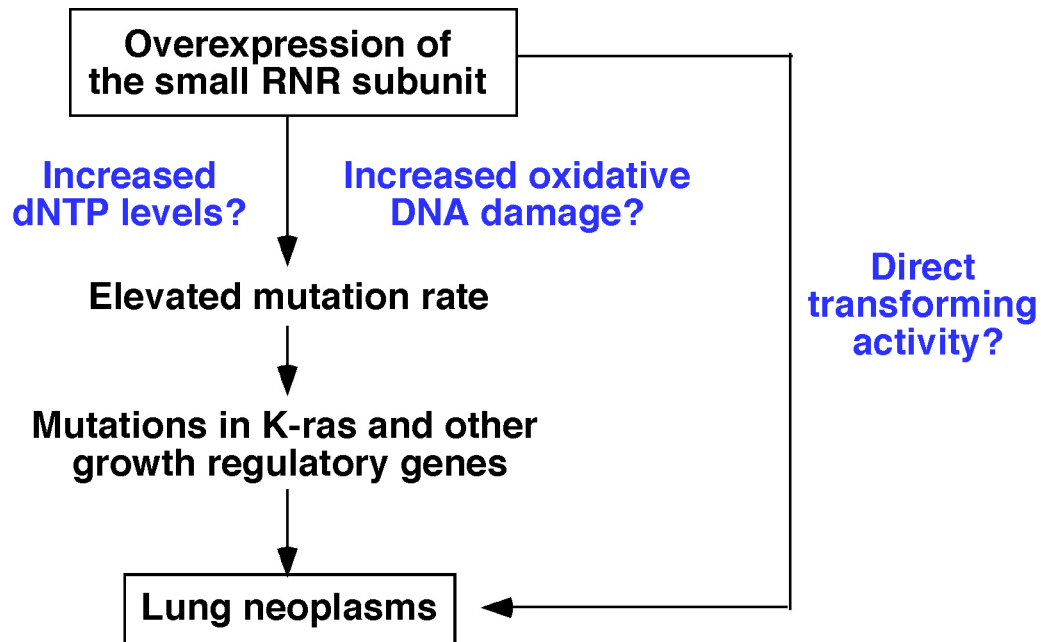 Overexpression of
the small RNR subunit
Increased
dNTP levels?
Increased oxidative
DNA damage?
Elevated mutation rate
Direct
transforming
activity?
Mutations in K-ras and other
growth regulatory genes
Lung neoplasms